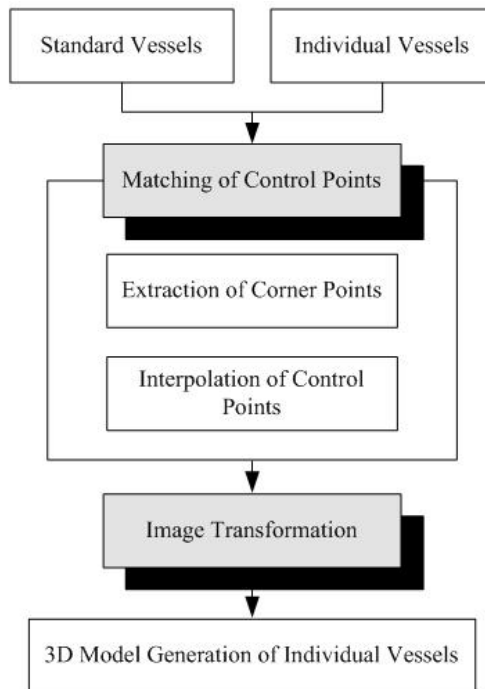 Standard Vessels
Individual Vessels
Matching of Control Points
Extraction of Corner Points
Interpolation of Control
Points
Image Transformation
3D Model Generation of Individual Vessels